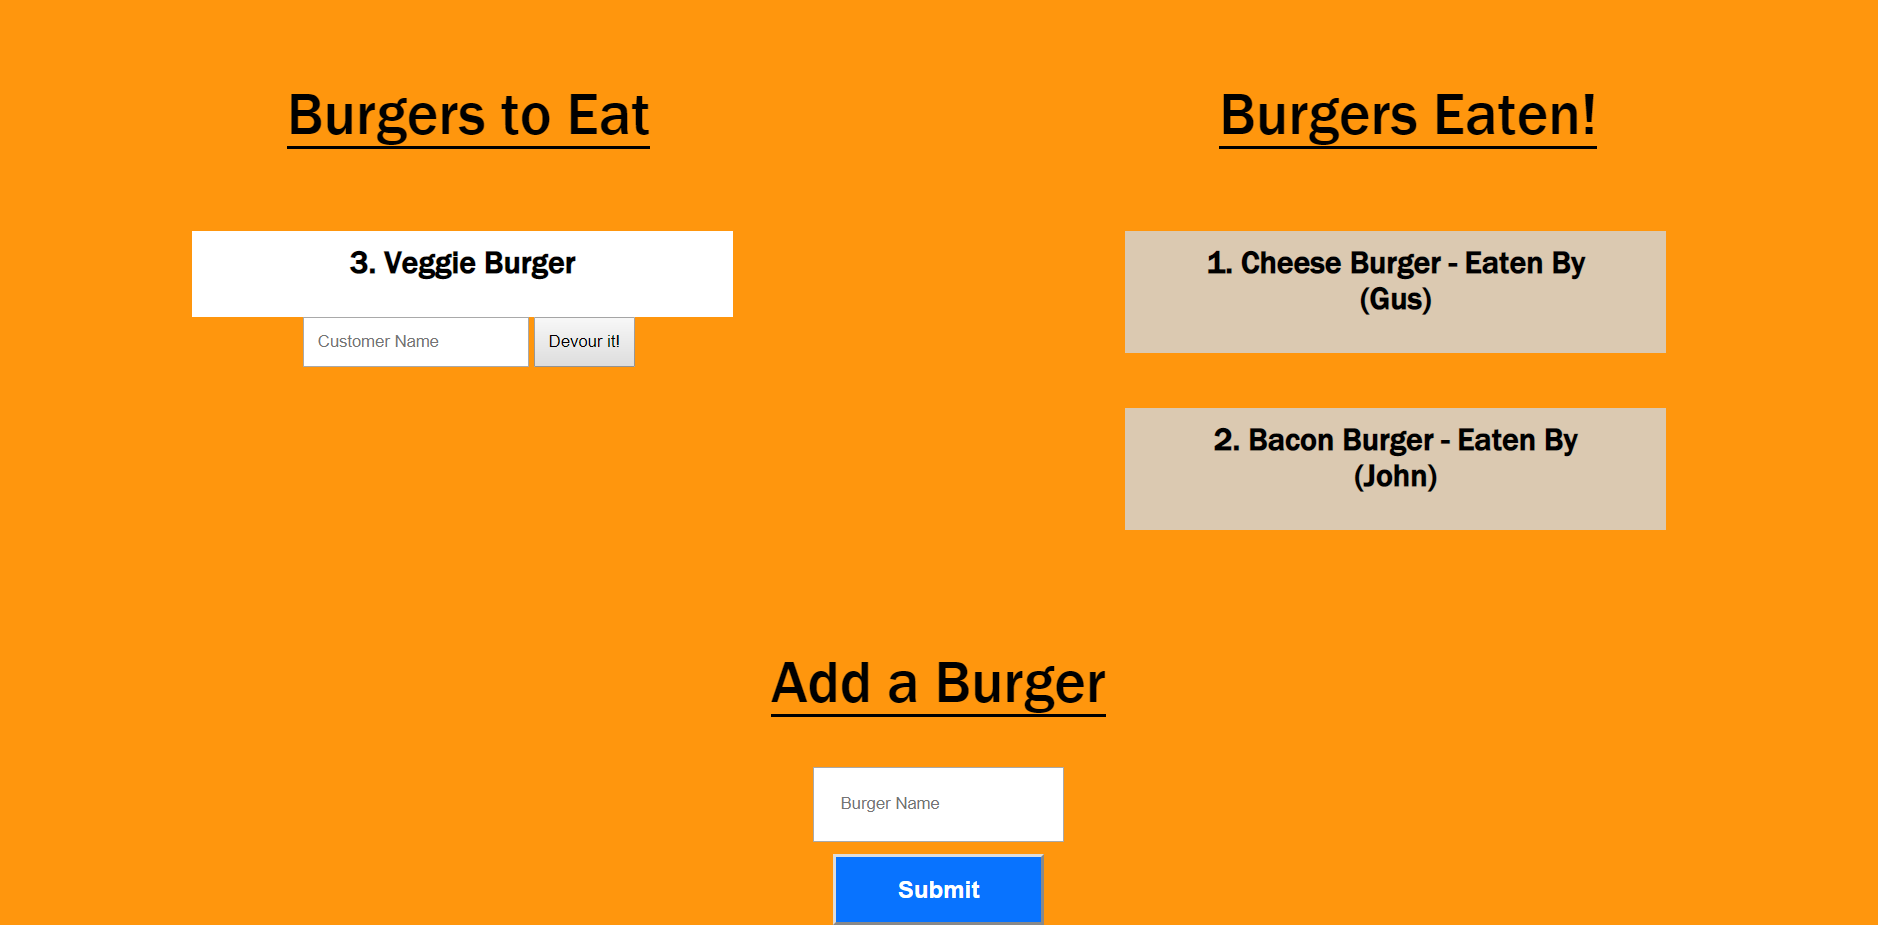 Burgers to Eat
3. Veggie Burger
Customer Name
Devour it!
Burgers Eaten!
1. Cheese Burger - Eaten By
(Gus)
2. Bacon Burger - Eaten By
(John)
Add a Burger
Burger Name
Submit